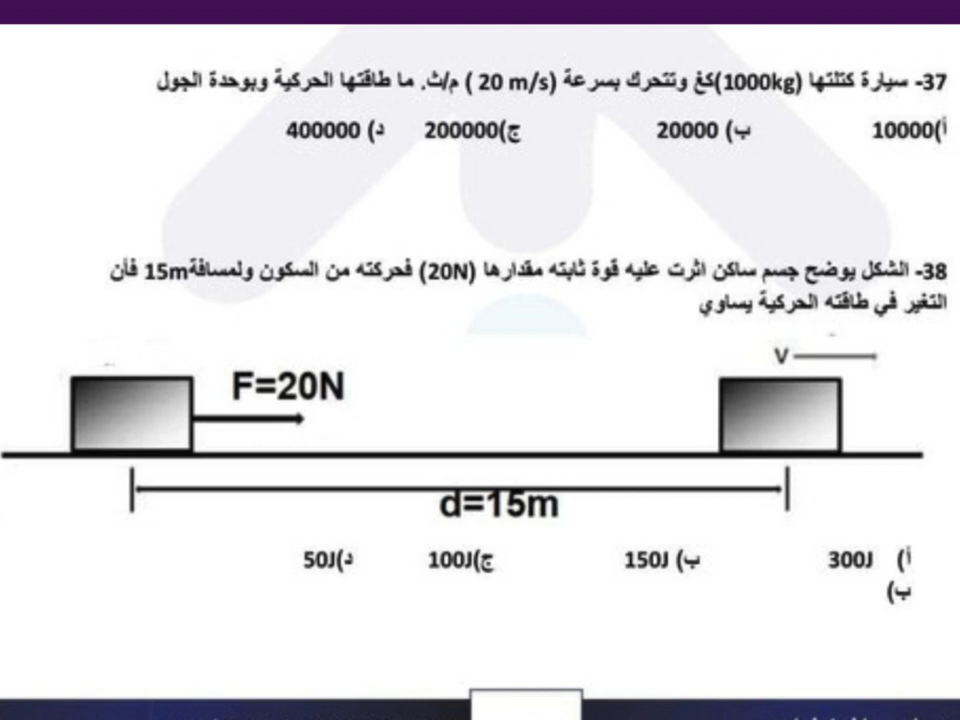 37- سيارة كتلتها (1000kg)كغ وتتحرك بسرعة (20 m/s ) م/ث. ما طاقتها الحركية وبوحدة الجول
أ)10000 ب) 20000 ج)200000 د) 400000
38- الشكل يوضح جسم ساكن اثرت عليه قوة ثابته مقدارها (20N) فحركته من السكون ولمسافة15m فأن
التغير في طاقته الحركية يساوي
V
F=20N
d=15m
أ) 300J ب) 150J ج)100J د)50J
ب)